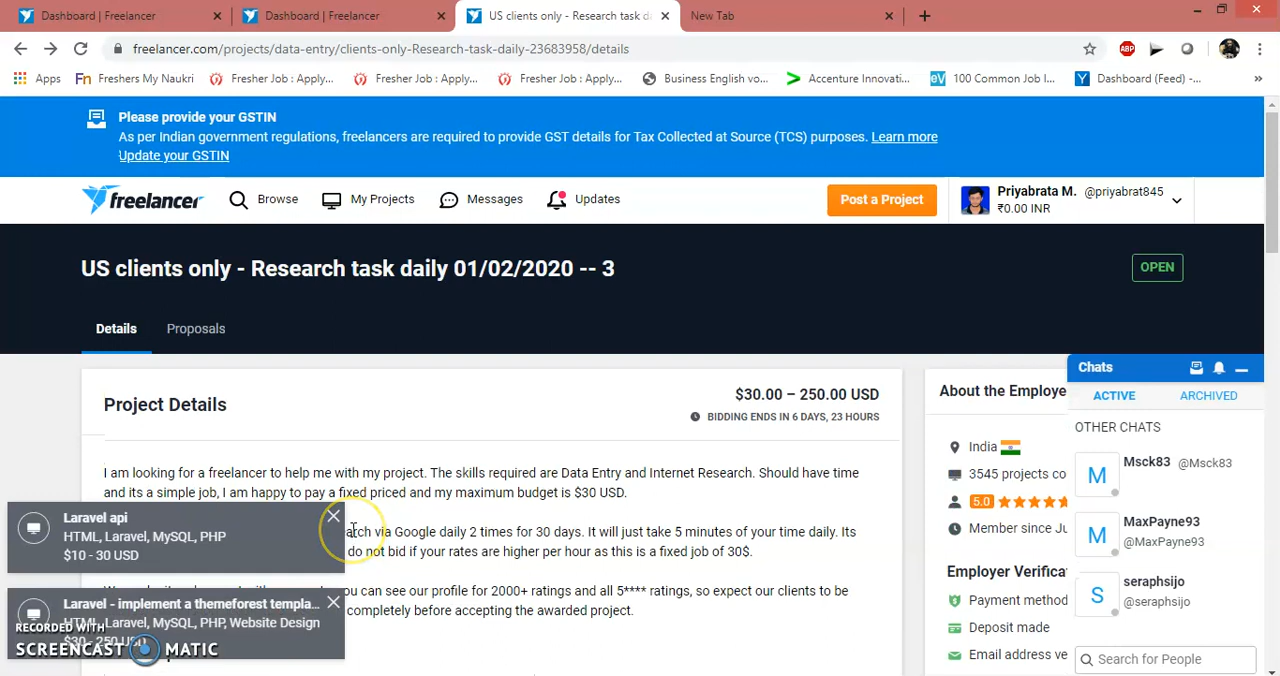 Dashboard | Freelancer
Dashboard | Freelancer
US clients only - Research task da
New Tab
freelancer.com/projects/data-entry/clients-only-Research-task-daily-23683958/details
ABP
Apps
Freshers My Naukri
Fresher Job : Apply...
Fresher Job : Apply...
Fresher Job : Apply...
Business English vo...
Accenture Innovati...
100 Common Job I...
Dashboard (Feed) -...
Please provide your GSTIN
As per Indian government regulations, freelancers are required to provide GST details for Tax Collected at Source (TCS) purposes. Learn more
Update your GSTIN
freelancer
Browse
My Projects
Messages
Updates
Post a Project
Priyabrata M. @priyabrat845
₹0.00 INR
US clients only - Research task daily 01/02/2020 -- 3
OPEN
Details
Proposals
Project Details
$30.00 – 250.00 USD
BIDDING ENDS IN 6 DAYS, 23 HOURS
I am looking for a freelancer to help me with my project. The skills required are Data Entry and Internet Research. Should have time
and its a simple job, I am happy to pay a fixed priced and my maximum budget is $30 USD.
via Google daily 2 times for 30 days. It will just take 5 minutes of your time daily. Its
do not bid if your rates are higher per hour as this is a fixed job of 30$.
you can see our profile for 2000+ ratings and all 5**** ratings, so expect our clients to be
completely before accepting the awarded project.
Laravel api
HTML, Laravel, MySQL, PHP
$10 - 30 USD
Laravel - implement a themeforest templa...
HTML, Laravel, MySQL, PHP, Website Design
$30 - 250 USD
RECORDED WITH
SCREENCAST MATIC
About the Employe
India
3545 projects co
5.0
Member since Ju
Employer Verifica
Payment method
Deposit made
Email address ve
Chats
ACTIVE
ARCHIVED
OTHER CHATS
M
Msck83 @Msck83
M
MaxPayne93
@MaxPayne93
S
seraphsijo
@seraphsijo
Search for People